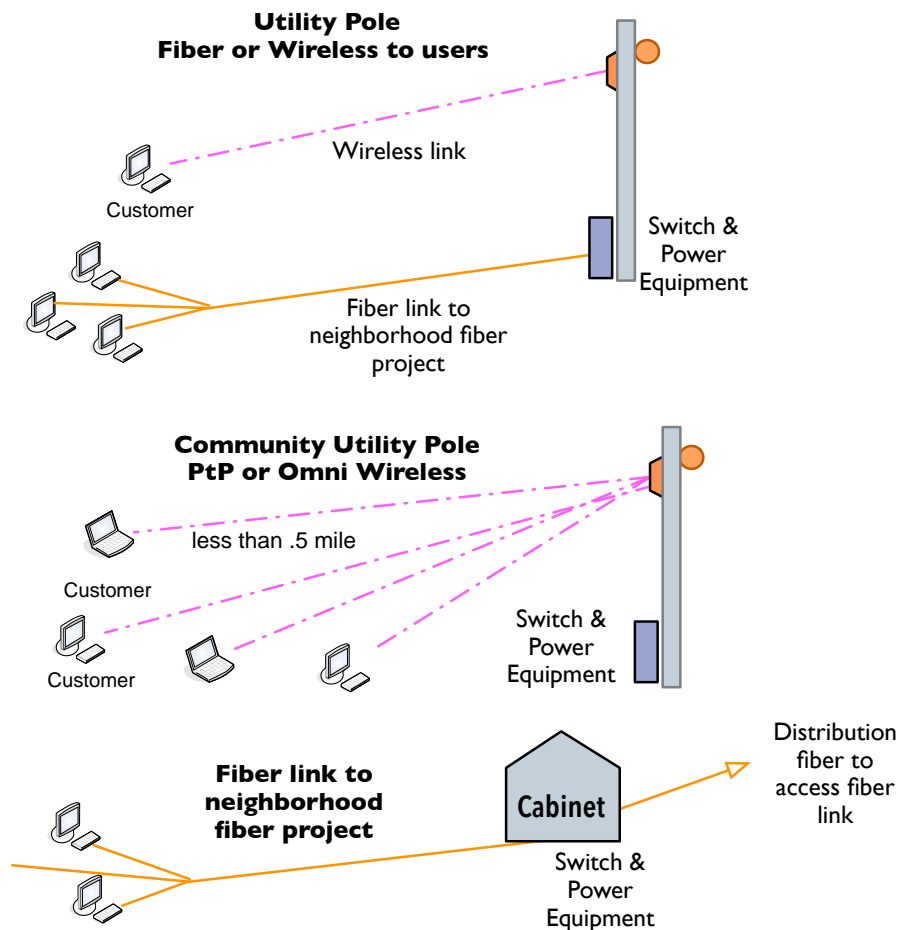 Utility Pole
Fiber or Wireless to users
Wireless link
Customer
Switch &
Power
Equipment
Fiber link to
neighborhood fiber
project
Community Utility Pole
PtP or Omni Wireless
less than .5 mile
Customer
Customer
Switch &
Power
Equipment
Distribution
fiber to
access fiber
link
Fiber link to
neighborhood
fiber project
Cabinet
Switch &
Power
Equipment